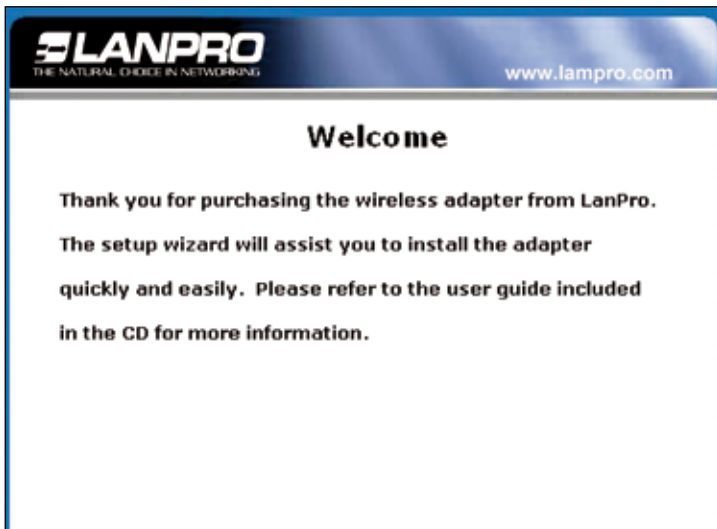 LANPRO
THE NATURAL CHOICE IN NETWORKING
www.lampro.com
Welcome
Thank you for purchasing the wireless adapter from LanPro.
The setup wizard will assist you to install the adapter
quickly and easily.  Please refer to the user guide included
in the CD for more information.